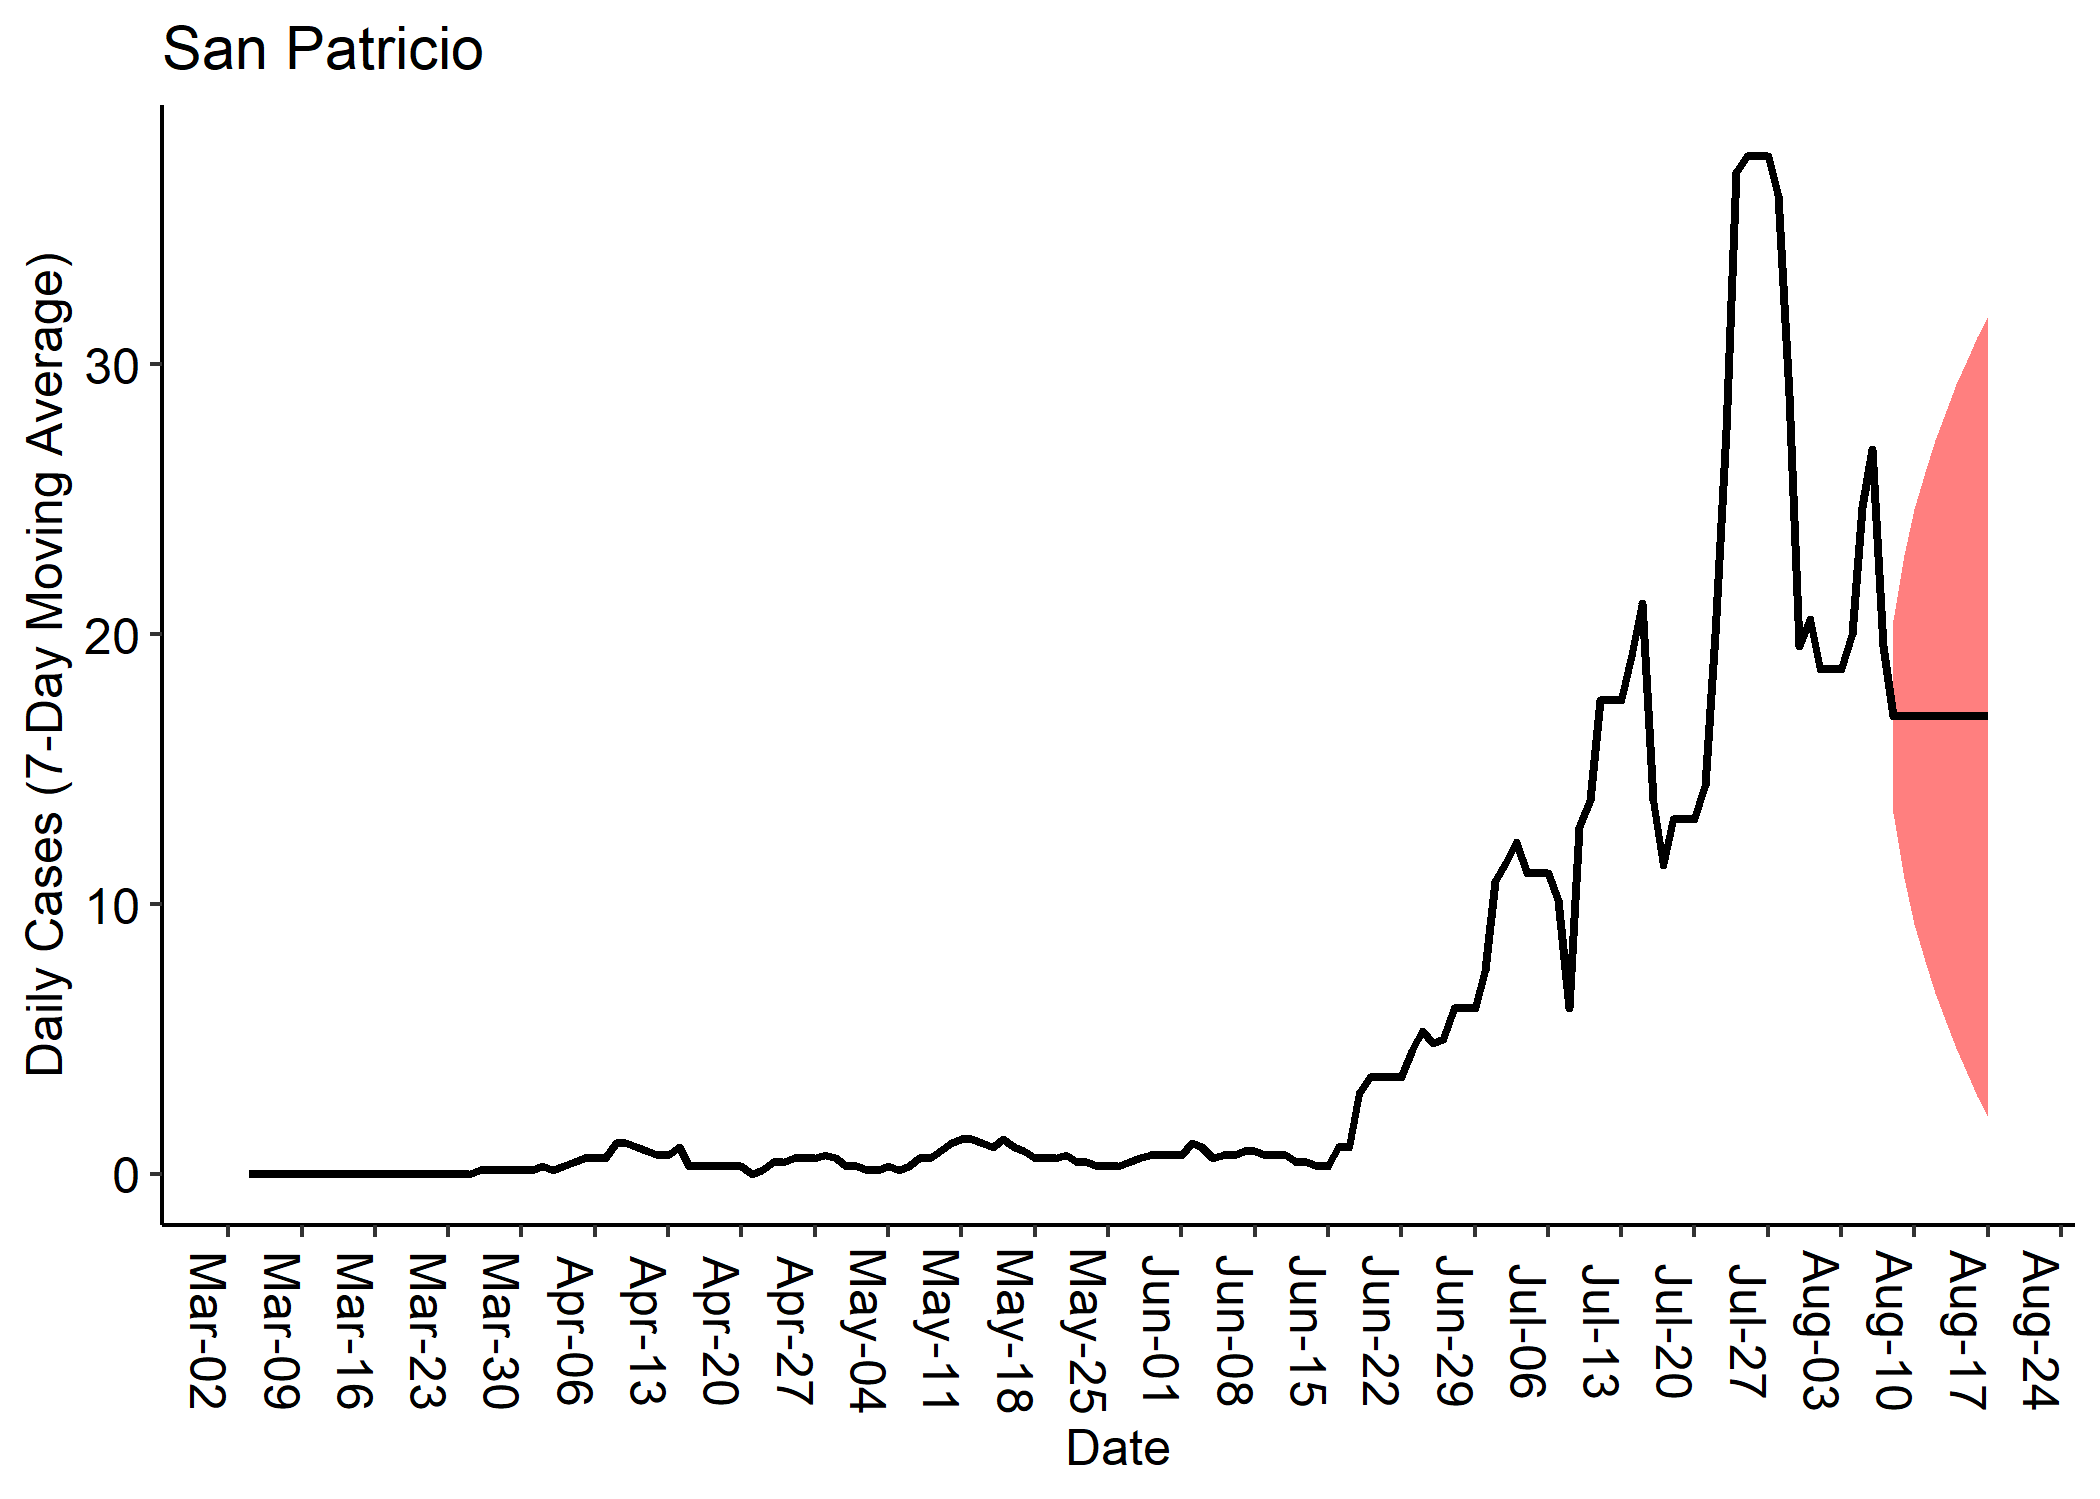 San Patricio
Daily Cases (7-Day Moving Average)
30
20
10
0
Mar-02
Mar-09
Mar-16
Mar-23
Mar-30
Apr-06
Apr-13
Apr-20
Apr-27
May-04
May-11
May-18
May-25
Jun-01
Jun-08
Jun-15
Jun-22
Jun-29
Jul-06
Jul-13
Jul-20
Jul-27
Aug-03
Aug-10
Aug-17
Aug-24
Date